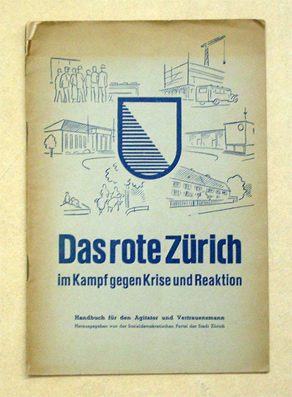 Das rote Zürich
im Kampf gegen Krise und Reaktion
Handbuch für den Agitator und Vertrauensmann
Herausgegeben von der Sozialdemokratischen Partei der Stadt Zürich